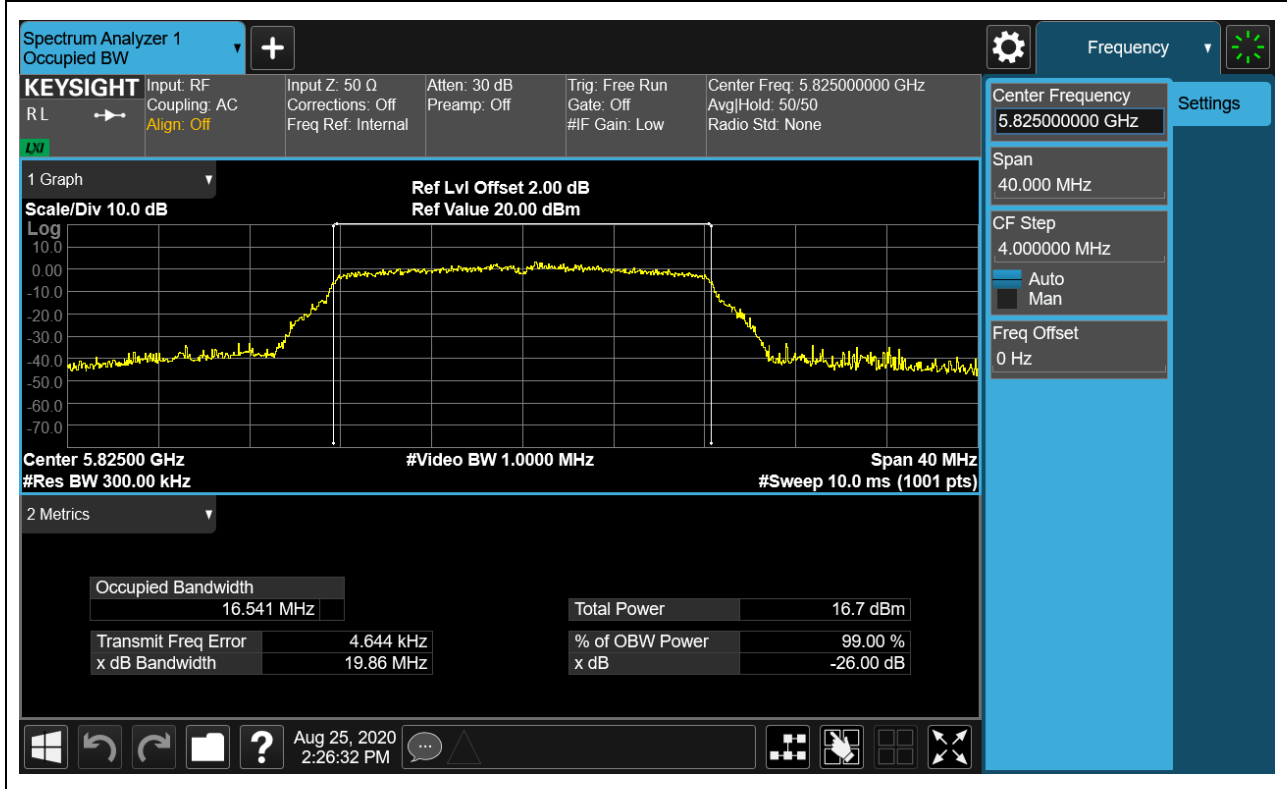 Spectrum Analyzer 1
Occupied BW
Frequency
KEYSIGHT
R L
LXI
Input: RF
Coupling: AC
Align: Off
Input Z: 50 Ω
Corrections: Off
Freq Ref: Internal
Atten: 30 dB
Preamp: Off
Trig: Free Run
Gate: Off
#IF Gain: Low
Center Freq: 5.825000000 GHz
Avg|Hold: 50/50
Radio Std: None
Center Frequency
5.825000000 GHz
Settings
Span
40.000 MHz
CF Step
4.000000 MHz
Auto
Man
Freq Offset
0 Hz
1 Graph
Scale/Div 10.0 dB
Ref Lvl Offset 2.00 dB
Ref Value 20.00 dBm
Log
10.0
0.00
-10.0
-20.0
-30.0
-40.0
-50.0
-60.0
-70.0
Center 5.82500 GHz
#Res BW 300.00 kHz
#Video BW 1.0000 MHz
Span 40 MHz
#Sweep 10.0 ms (1001 pts)
2 Metrics
Occupied Bandwidth
16.541 MHz
Total Power 16.7 dBm
Transmit Freq Error 4.644 kHz
% of OBW Power 99.00 %
x dB Bandwidth 19.86 MHz
x dB -26.00 dB
Aug 25, 2020
2:26:32 PM